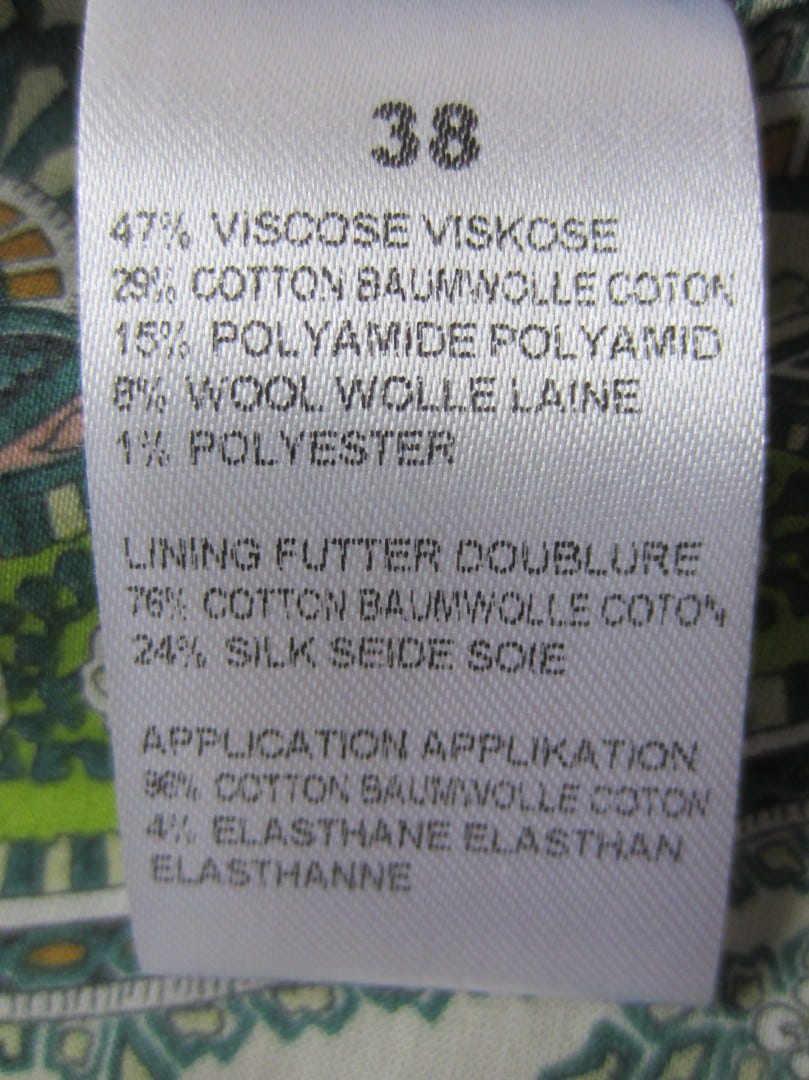 38
47% VISCOSE VISKOSE
29% COTTON BAUMWOLLE COTON
15% POLYAMIDE POLYAMID
8% WOOL WOLLE LAINE
1% POLYESTER
LINING FUTTER DOUBLURE
76% COTTON BAUMWOLLE COTON
24% SILK SEIDE SOIE
APPLICATION APPLIKATION
96% COTTON BAUMWOLLE COTON
4% ELASTHANE ELASTHAN
ELASTHANNE